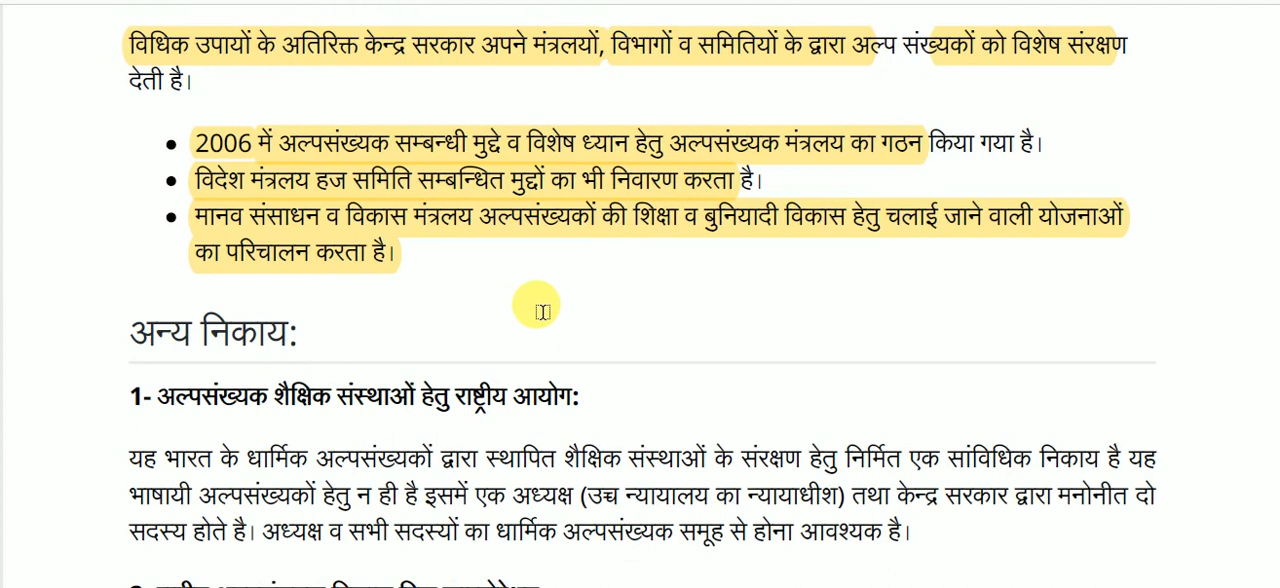 विधिक उपायों के अतिरिक्त केन्द्र सरकार अपने मंत्रलयों, विभागों व समितियों के द्वारा अल्प संख्यकों को विशेष संरक्षण
देती है।
• 2006 में अल्पसंख्यक सम्बन्धी मुद्दे व विशेष ध्यान हेतु अल्पसंख्यक मंत्रलय का गठन किया गया है।
• विदेश मंत्रलय हज समिति सम्बन्धित मुद्दों का भी निवारण करता है।
• मानव संसाधन व विकास मंत्रलय अल्पसंख्यकों की शिक्षा व बुनियादी विकास हेतु चलाई जाने वाली योजनाओं
का परिचालन करता है।
अन्य निकाय:
1- अल्पसंख्यक शैक्षिक संस्थाओं हेतु राष्ट्रीय आयोग:
यह भारत के धार्मिक अल्पसंख्यकों द्वारा स्थापित शैक्षिक संस्थाओं के संरक्षण हेतु निर्मित एक सांविधिक निकाय है यह
भाषायी अल्पसंख्यकों हेतु न ही है इसमें एक अध्यक्ष (उच्च न्यायालय का न्यायाधीश) तथा केन्द्र सरकार द्वारा मनोनीत दो
सदस्य होते है। अध्यक्ष व सभी सदस्यों का धार्मिक अल्पसंख्यक समूह से होना आवश्यक है।